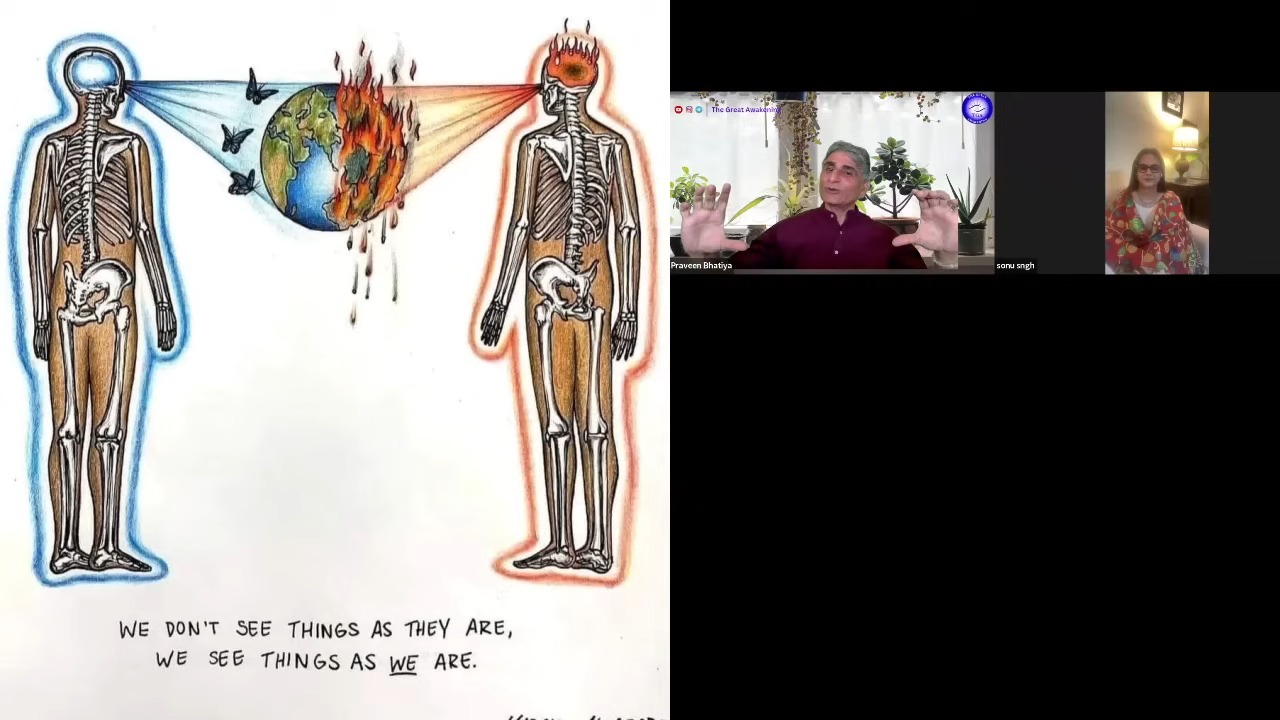 WE DON'T SEE THINGS AS THEY ARE,
WE SEE THINGS AS WE ARE.
The Great Awakening
Praveen Bhatiya
sonu sngh